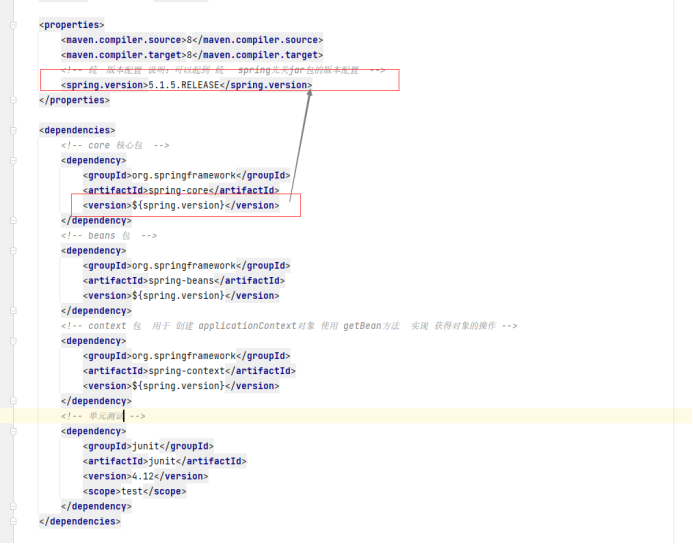 <properties>
<maven.compiler.source>8</maven.compiler.source>
<maven.compiler.target>8</maven.compiler.target>
<!-- 统 版本配置 说明：可以起到 统 spring先关jar包的版本配置 -->
<spring.version>5.1.5.RELEASE</spring.version>
</properties>
<dependencies>
<!-- core 核心包 -->
<dependency>
<groupId>org.springframework</groupId>
<artifactId>spring-core</artifactId>
<version>${spring.version}</version>
</dependency>
<!-- beans 包 -->
<dependency>
<groupId>org.springframework</groupId>
<artifactId>spring-beans</artifactId>
<version>${spring.version}</version>
</dependency>
<!-- context 包 用于 创建 applicationContext对象 使用 getBean方法 实现 获得对象的操作 -->
<dependency>
<groupId>org.springframework</groupId>
<artifactId>spring-context</artifactId>
<version>${spring.version}</version>
</dependency>
<!-- 单元测试 -->
<dependency>
<groupId>junit</groupId>
<artifactId>junit</artifactId>
<version>4.12</version>
<scope>test</scope>
</dependency>
</dependencies>